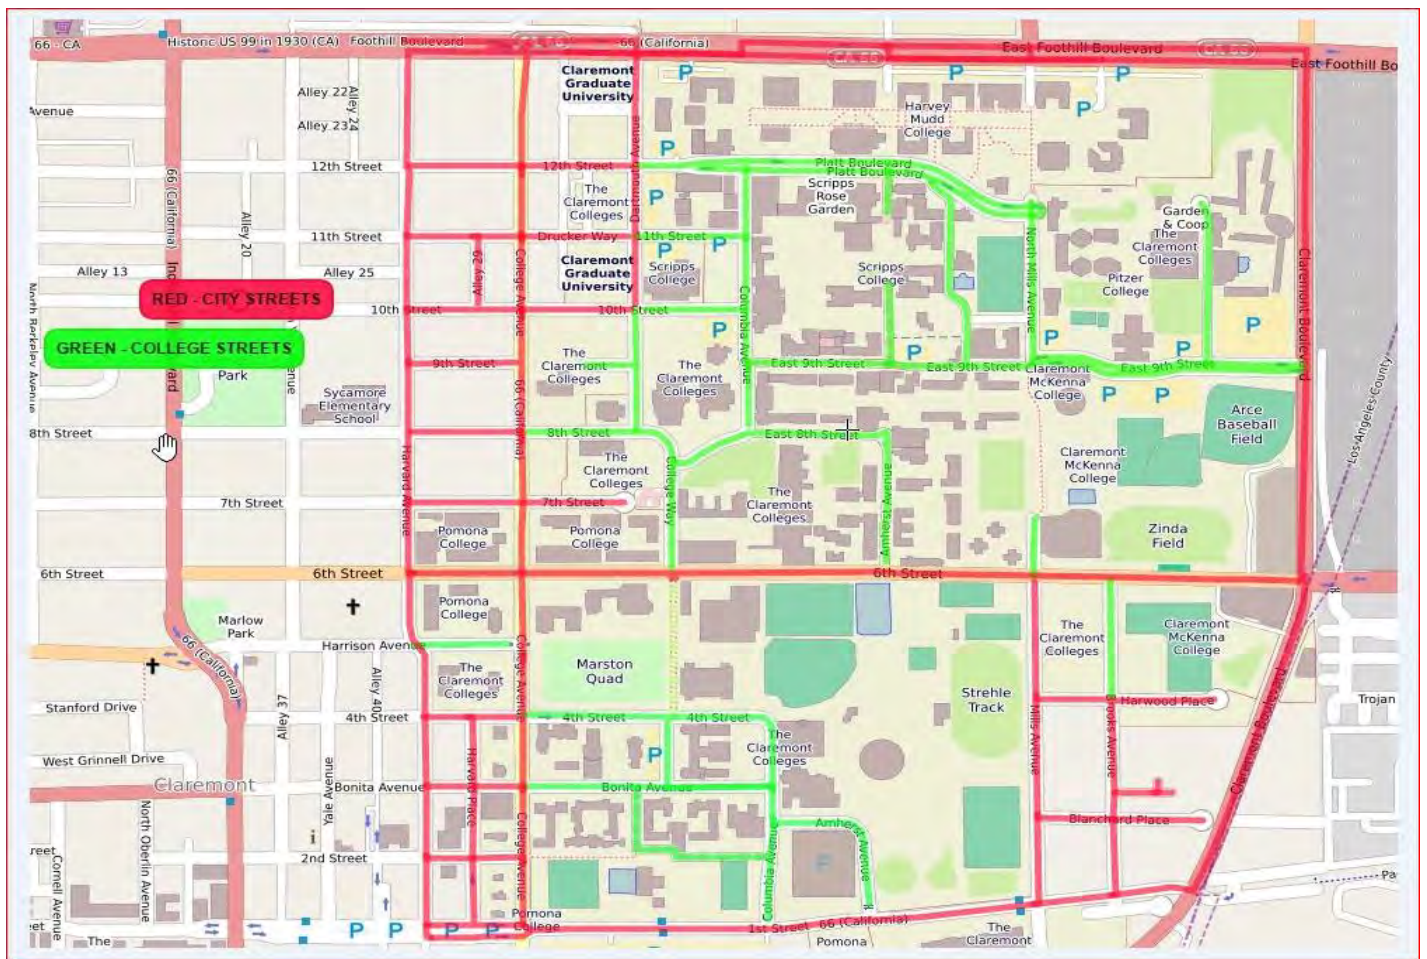 66 - CA
Historic US 99 in 1930 (CA)
Foothill Boulevard
66 (California)
East Foothill Boulevard
East Foothill Bo
CA 66
Claremont
Graduate
University
P
P
P
P
Harvey
Mudd
College
Avenue
Alley 22
Alley 24
Alley 23
12th Street
12th Street
Dartmouth Avenue
P
Platt Boulevard
Platt Boulevard
66 (California)
The
Claremont
Colleges
P
Scripps
Rose
Garden
Garden
& Coop
The
Claremont
Colleges
Alley 20
11th Street
Drucker Way
11th Street
P
P
North Mills Avenue
Alley 13
Alley 25
Alley 29
College Avenue
Claremont
Graduate
University
Scripps
College
Scripps
College
Pitzer
College
Claremont Boulevard
RED - CITY STREETS
10th Street
10th Street
Columbia Avenue
P
P
P
P
P
GREEN - COLLEGE STREETS
North Berkeley Avenue
Park
Sycamore
Elementary
School
9th Street
66 (California)
The
Claremont
Colleges
The
Claremont
Colleges
East 9th Street
East 9th Street
East 9th Street
Claremont
McKenna
College
P
P
Arce
Baseball
Field
Los Angeles County
8th Street
8th Street
East 8th Street
Harvard Avenue
The
Claremont
Colleges
College Way
Claremont
McKenna
College
7th Street
7th Street
The
Claremont
Colleges
Amherst Avenue
Pomona
College
Pomona
College
Zinda
Field
6th Street
6th Street
6th Street
Pomona
College
Marlow
Park
66 (California)
Harrison Avenue
College Avenue
The
Claremont
Colleges
Marston
Quad
The
Claremont
Colleges
Claremont
McKenna
College
Alley 37
Alley 40
Strehle
Track
Stanford Drive
4th Street
4th Street
4th Street
Mills Avenue
Brooks Avenue
Harwood Place
Claremont Boulevard
Trojan
West Grinnell Drive
Harvard Place
P
The
Claremont
Colleges
Claremont
Bonita Avenue
Bonita Avenue
Yale Avenue
North Oberlin Avenue
College Avenue
Columbia Avenue
Amherst Avenue
Blanchard Place
reet
Cornell Avenue
2nd Street
P
Pa
Pomona
College
et
P
P
P
P
1st Street
66 (California)
The
Pomona
The
Claremont